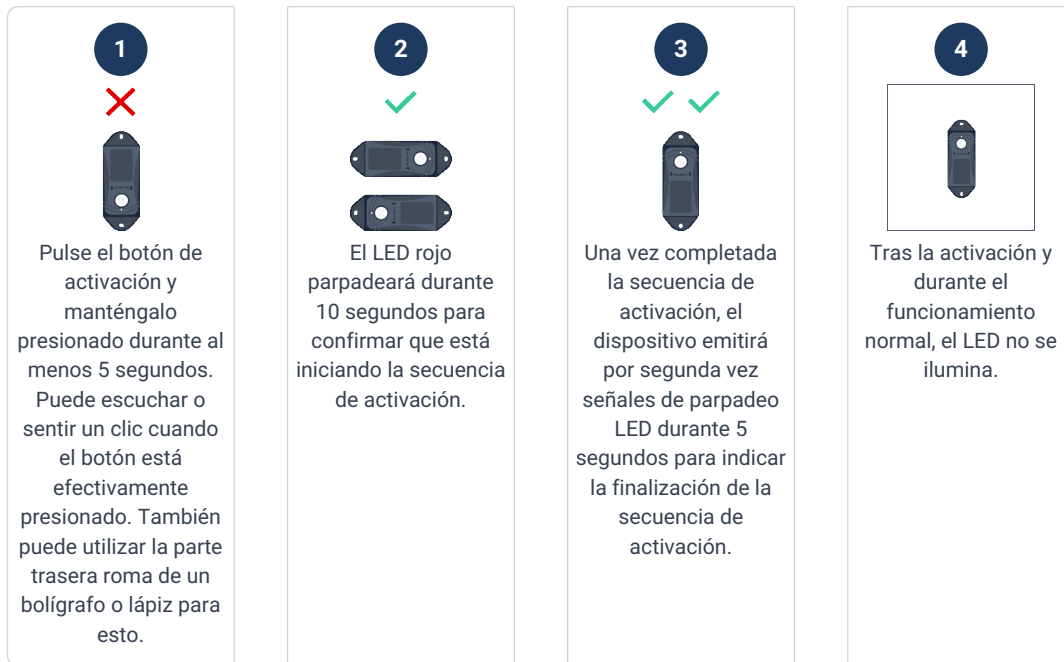 1
Pulse el botón de
activación y
manténgalo
presionado durante al
menos 5 segundos.
Puede escuchar o
sentir un clic cuando
el botón está
efectivamente
presionado. También
puede utilizar la parte
trasera roma de un
bolígrafo o lápiz para
esto.
2
El LED rojo
parpadeará durante
10 segundos para
confirmar que está
iniciando la secuencia
de activación.
3
Una vez completada
la secuencia de
activación, el
dispositivo emitirá
por segunda vez
señales de parpadeo
LED durante 5
segundos para indicar
la finalización de la
secuencia de
activación.
4
Tras la activación y
durante el
funcionamiento
normal, el LED no se
ilumina.